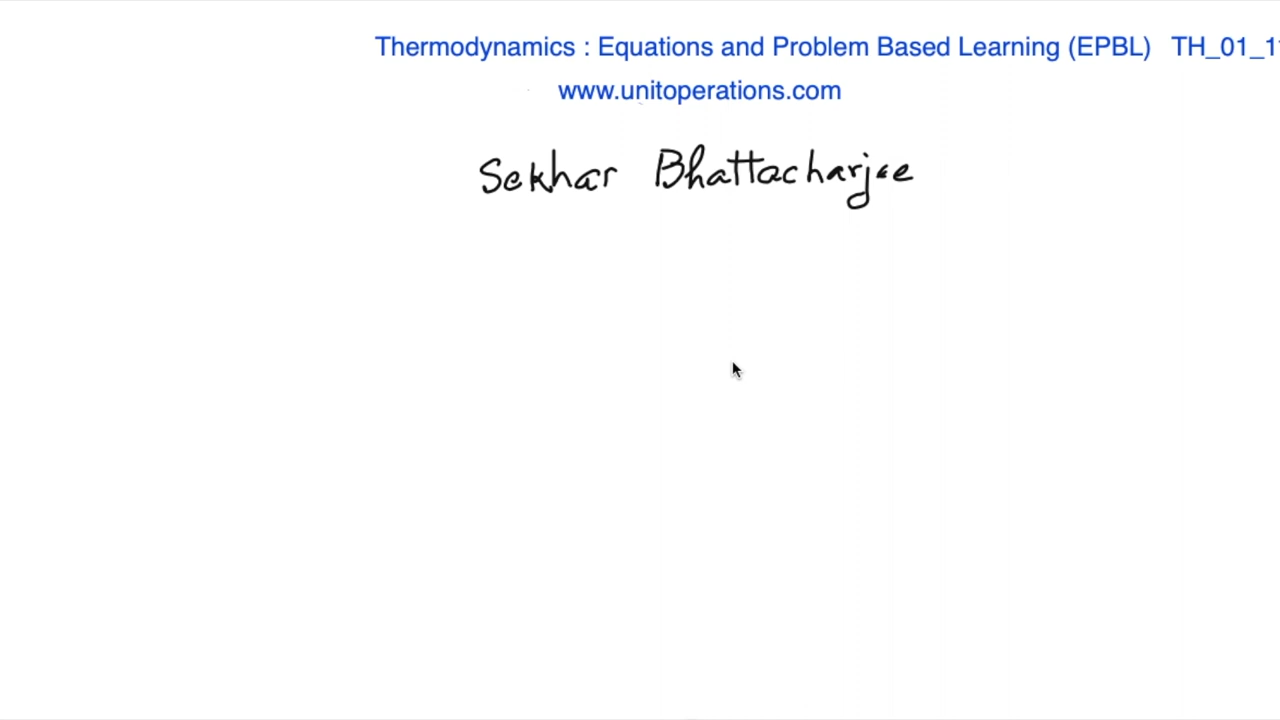 Thermodynamics : Equations and Problem Based Learning (EPBL) TH_01_1
www.unitoperations.com
Sekhar Bhattacharjee